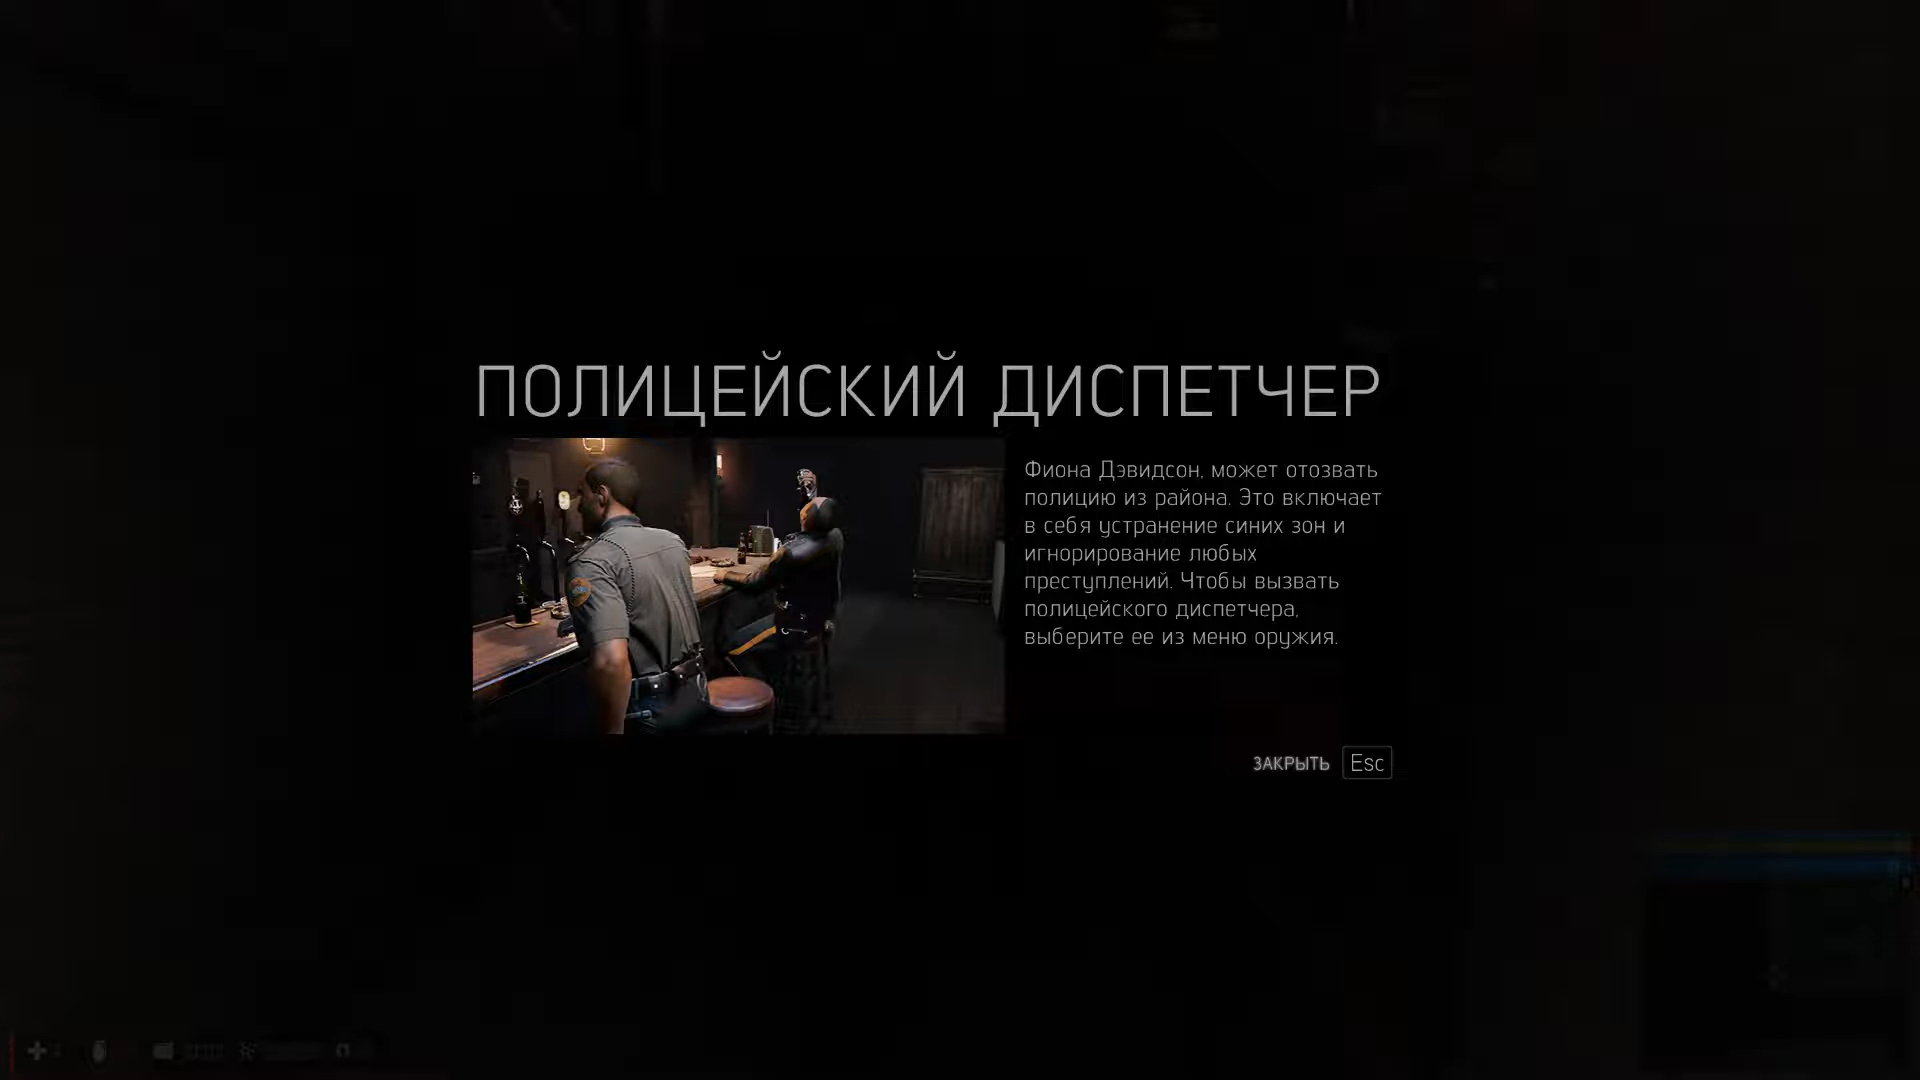 ПОЛИЦЕЙСКИЙ ДИСПЕТЧЕР
Фиона Дэвидсон, может отозвать
полицию из района. Это включает
в себя устранение синих зон и
игнорирование любых
преступлений. Чтобы вызвать
полицейского диспетчера,
выберите ее из меню оружия.
ЗАКРЫТЬ Esc